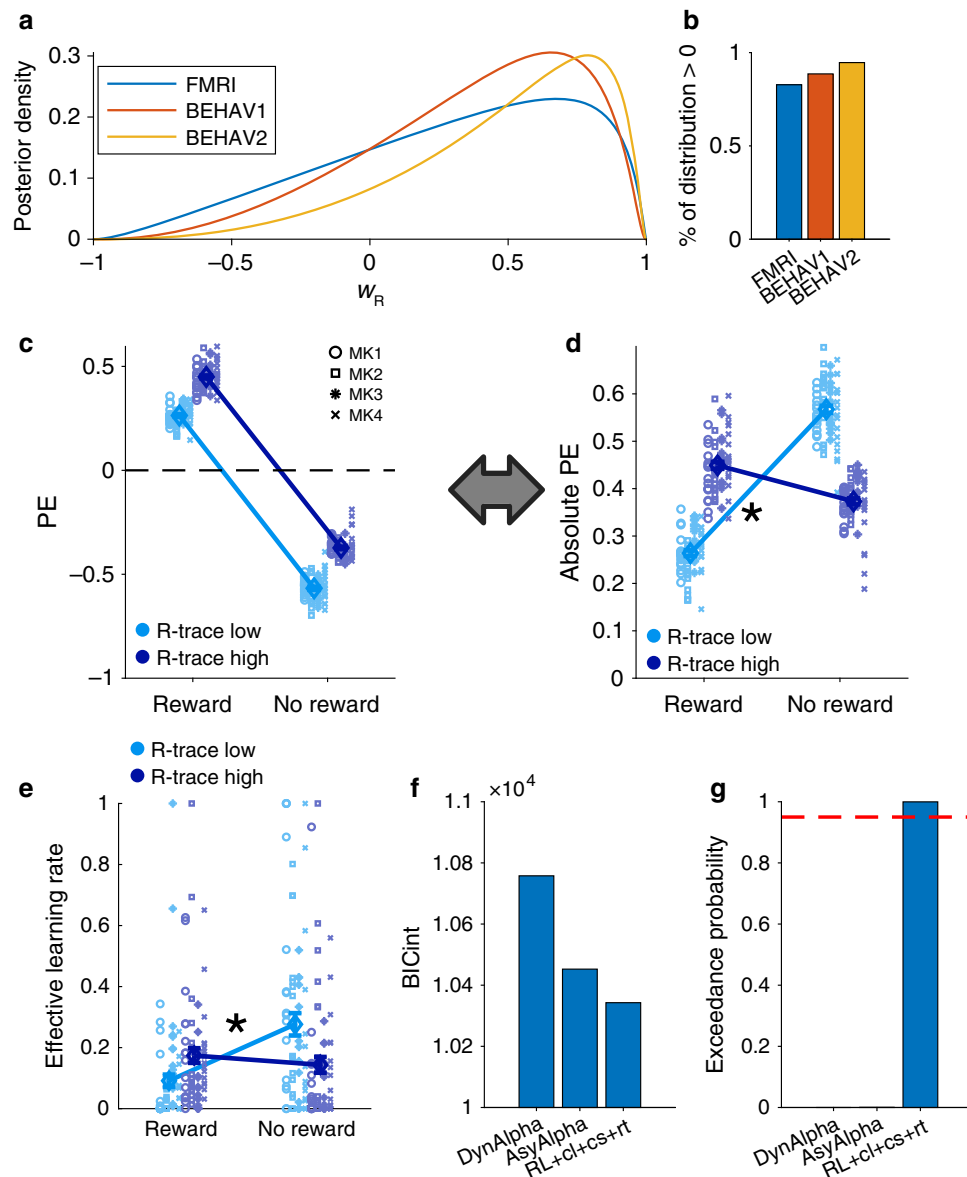 a
Posterior density
0.3
0.2
0.1
0
FMRI
BEHAV1
BEHAV2
−1
−0.5
0
0.5
1
wR
b
% of distribution > 0
1
0.5
0
FMRI
BEHAV1
BEHAV2
c
PE
0.5
0
−0.5
−1
MK1
MK2
MK3
MK4
R-trace low
R-trace high
Reward
No reward
d
Absolute PE
0.6
0.5
0.4
0.3
0.2
0.1
0
*
R-trace low
R-trace high
Reward
No reward
R-trace low
R-trace high
e
Effective learning rate
1
0.8
0.6
0.4
0.2
0
*
Reward
No reward
f
×10⁴
BICint
1.1
1.08
1.06
1.04
1.02
1
DynAlpha
AsyAlpha
RL+cl+cs+rt
g
Exceedance probability
1
0.8
0.6
0.4
0.2
0
DynAlpha
AsyAlpha
RL+cl+cs+rt